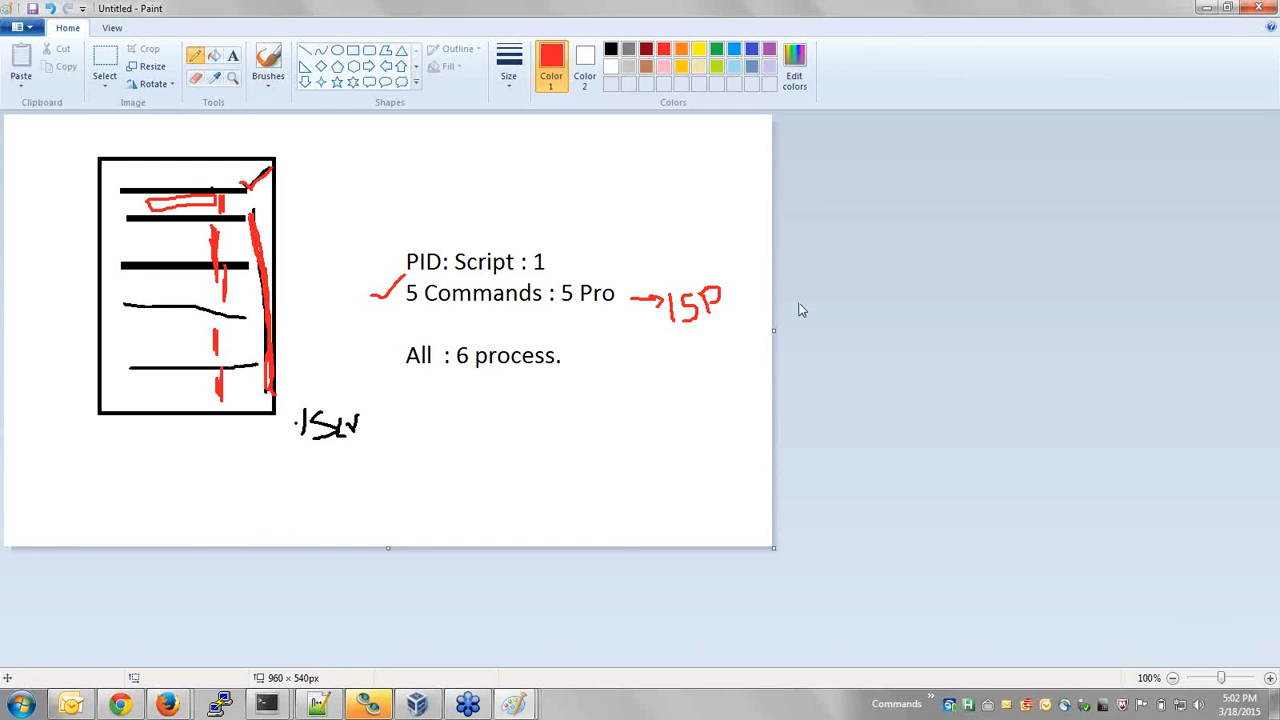 Untitled - Paint
Home
View
Paste
Cut
Copy
Clipboard
Select
Crop
Resize
Rotate
Image
Tools
Brushes
Shapes
Outline
Fill
Size
Color 1
Color 2
Edit colors
Colors
PID: Script : 1
5 Commands : 5 Pro
15P
All : 6 process.
960 × 540px
100%
Commands
5:02 PM
3/18/2015